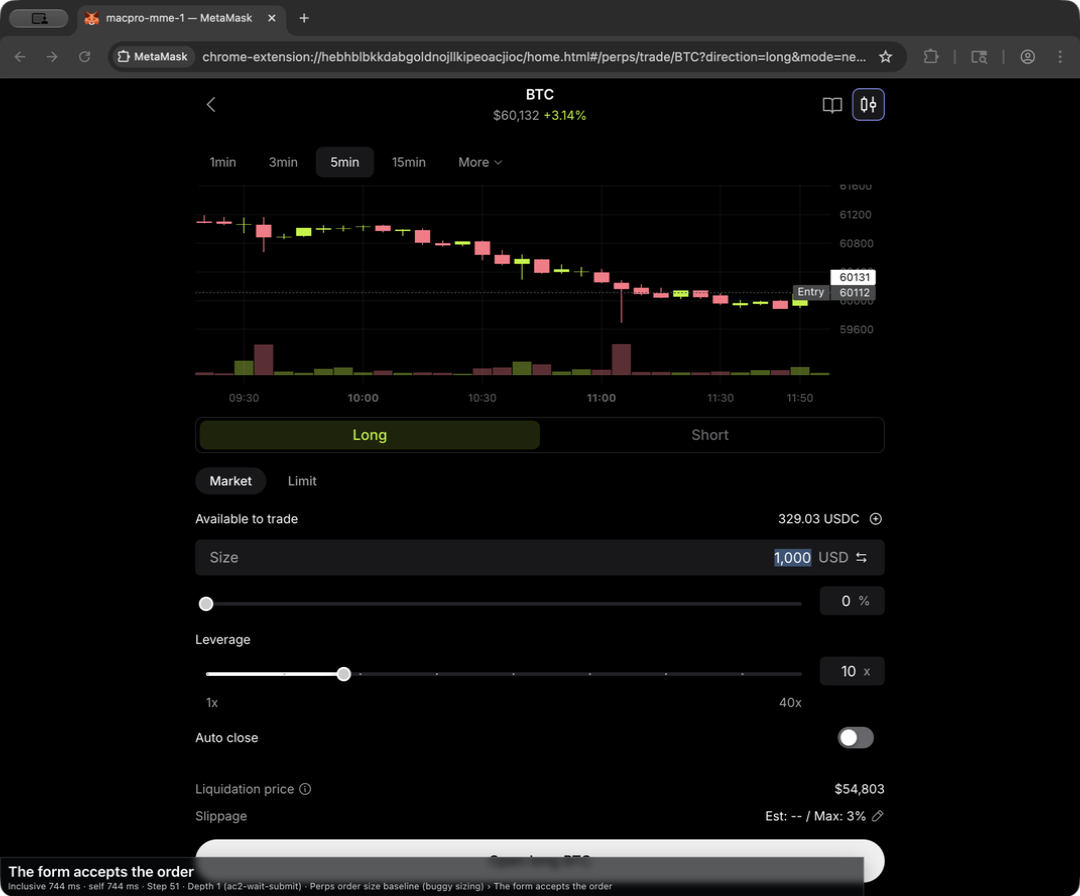 macpro-mme-1 — MetaMask
MetaMask
chrome-extension://hebhhlbkkdabgoldnojllkipeoacjioc/home.html#/perps/trade/BTC?direction=long&mode=ne...
BTC
$60,132 +3.14%
1min 3min 5min 15min More
61600
61200
60800
60131
Entry 60112
60000
59600
09:30 10:00 10:30 11:00 11:30 11:50
Long Short
Market Limit
Available to trade 329.03 USDC
Size 1,000 USD
0 %
Leverage
10 x
1x 40x
Auto close
Liquidation price $54,803
Slippage Est: -- / Max: 3%
Open long BTC
The form accepts the order
Inclusive 744 ms · self 744 ms · Step 51 · Depth 1 (ac2-wait-submit) · Perps order size baseline (buggy sizing) › The form accepts the order